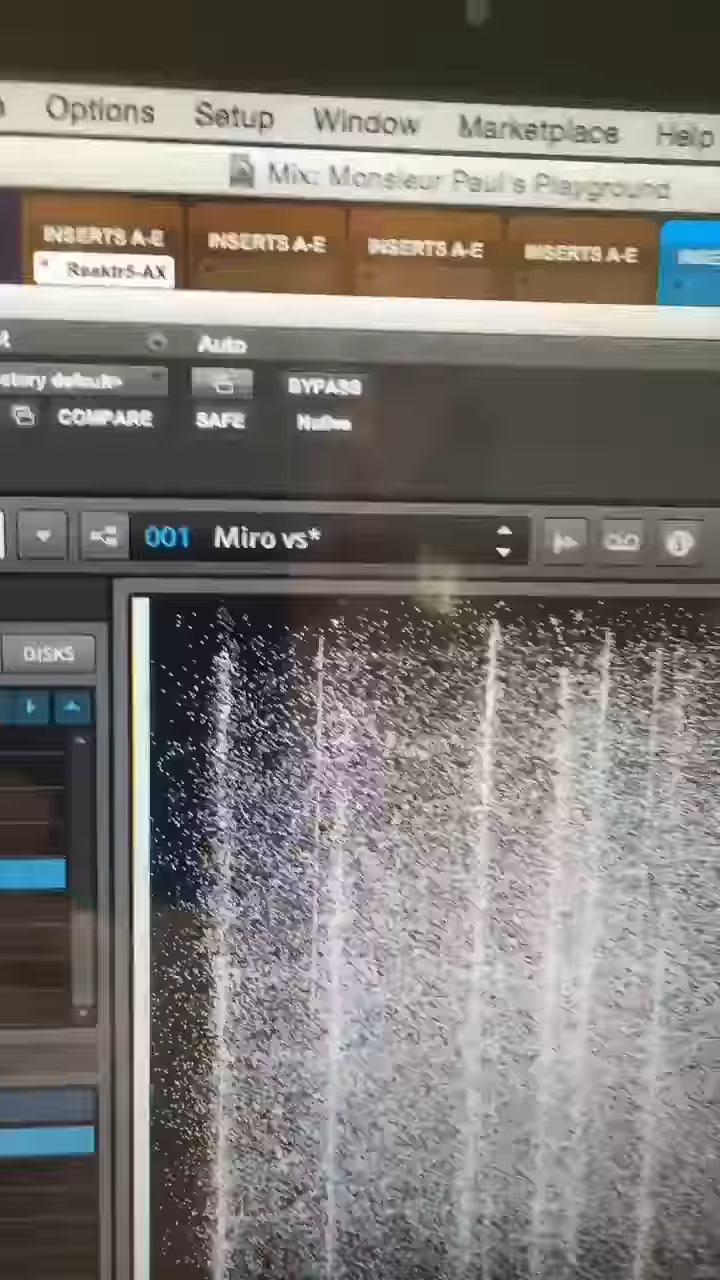 Options Setup Window Marketplace Help
Mix: Monsieur Paul's Playground
INSERTS A-E INSERTS A-E INSERTS A-E INSERTS A-E
Reaktr5-AX
Auto
BYPASS
COMPARE SAFE Native
001 Miro vs*
DISKS